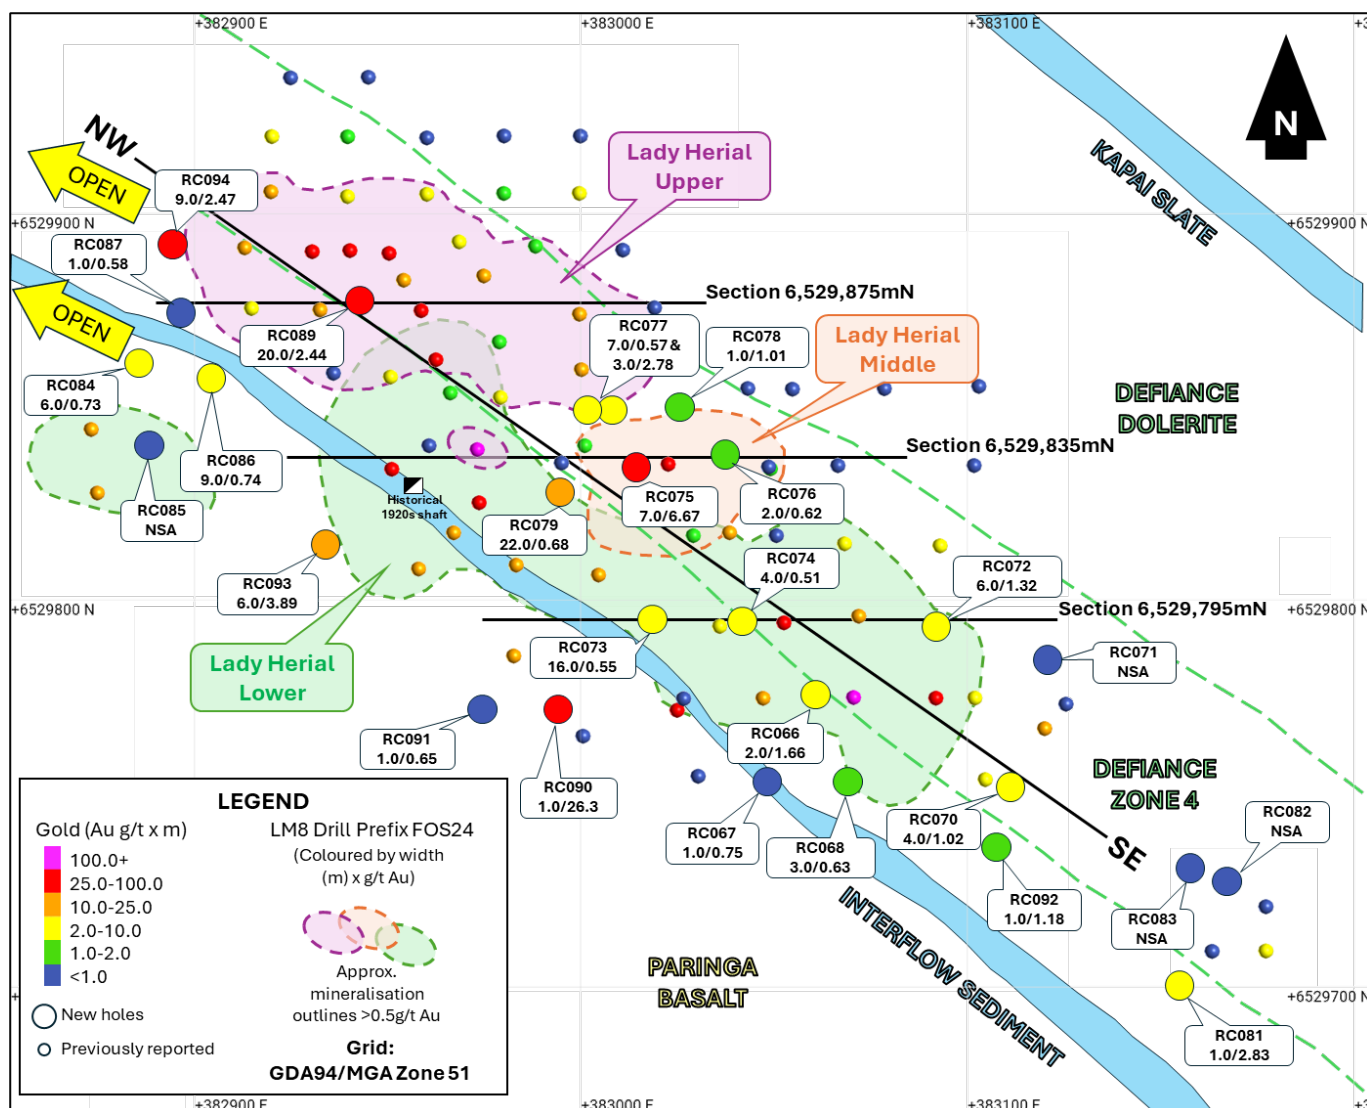 +382900 E
+383000 E
+383100 E
+3
NW
N
KAPAI SLATE
Lady Herial
Upper
OPEN
RC094
9.0/2.47
+6529900 N
+6529900 N
RC087
1.0/0.58
OPEN
Section 6,529,875mN
RC089
20.0/2.44
RC077
7.0/0.57 &
3.0/2.78
RC078
1.0/1.01
Lady Herial
Middle
RC084
6.0/0.73
DEFIANCE
DOLERITE
Section 6,529,835mN
RC086
9.0/0.74
RC085
NSA
Historical
1920s shaft
RC079
22.0/0.68
RC075
7.0/6.67
RC076
2.0/0.62
RC093
6.0/3.89
RC074
4.0/0.51
RC072
6.0/1.32
+6529800 N
Section 6,529,795mN
+6529800 N
RC073
16.0/0.55
RC071
NSA
Lady Herial
Lower
RC091
1.0/0.65
RC066
2.0/1.66
RC090
1.0/26.3
DEFIANCE
ZONE 4
RC067
1.0/0.75
RC068
3.0/0.63
RC070
4.0/1.02
SE
RC082
NSA
RC092
1.0/1.18
RC083
NSA
INTERFLOW SEDIMENT
PARINGA
BASALT
+6529700 N
RC081
1.0/2.83
LEGEND
Gold (Au g/t x m)
100.0+
25.0-100.0
10.0-25.0
2.0-10.0
1.0-2.0
<1.0
New holes
Previously reported
LM8 Drill Prefix FOS24
(Coloured by width
(m) x g/t Au)
Approx.
mineralisation
outlines >0.5g/t Au
Grid:
GDA94/MGA Zone 51
+
+382900 E
+383000 E
+383100 E
+3